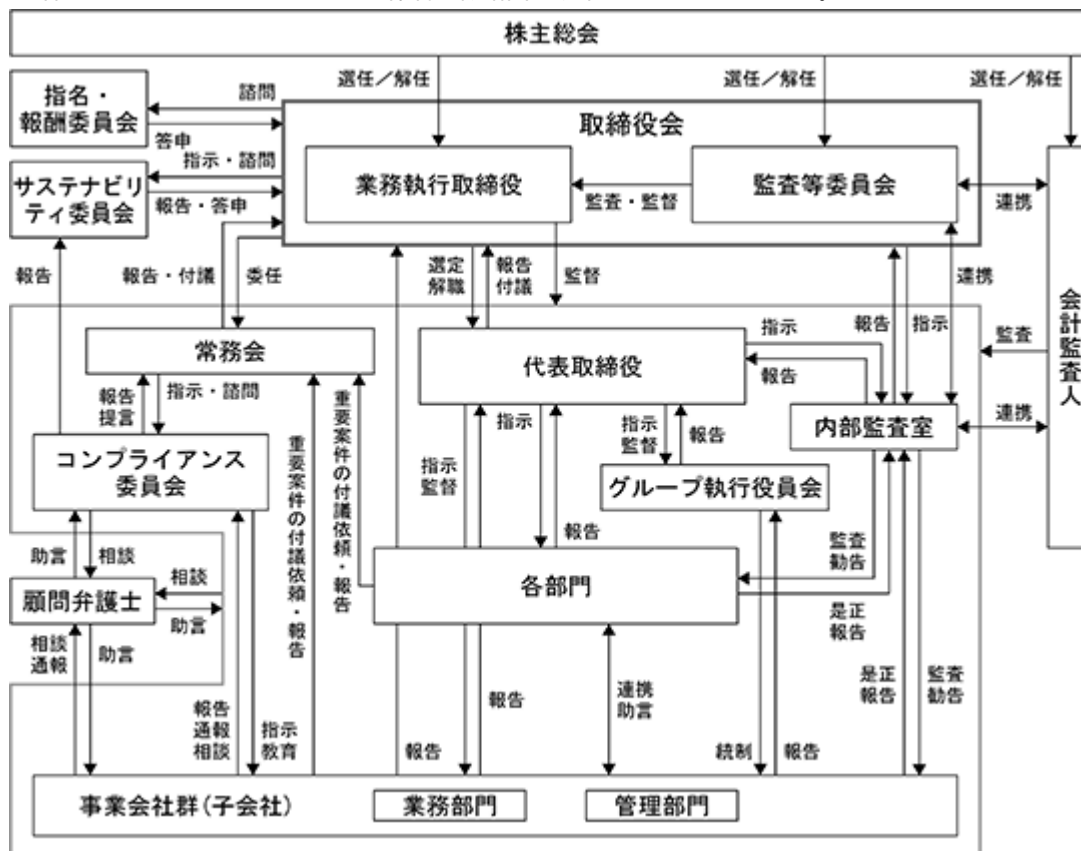 株主総会
選任/解任
選任/解任
選任/解任
指名・
報酬委員会
諮問
答申
取締役会
業務執行取締役
監査・監督
監査等委員会
連携
サステナビリ
ティ委員会
指示・諮問
報告・答申
報告
報告・付議
委任
選定
解職
報告
付議
監督
報告
指示
連携
会計監査人
監査
常務会
代表取締役
指示
報告
内部監査室
連携
報告
提言
指示・諮問
コンプライアンス
委員会
重要案件の付議依頼・報告
重要案件の付議依頼・報告
指示
監督
指示
報告
指示
監督
報告
グループ執行役員会
助言
相談
顧問弁護士
相談
助言
各部門
監査
勧告
是正
報告
相談
通報
助言
報告
通報
相談
指示
教育
報告
報告
連携
助言
統制
報告
是正
報告
監査
勧告
事業会社群(子会社)
業務部門
管理部門